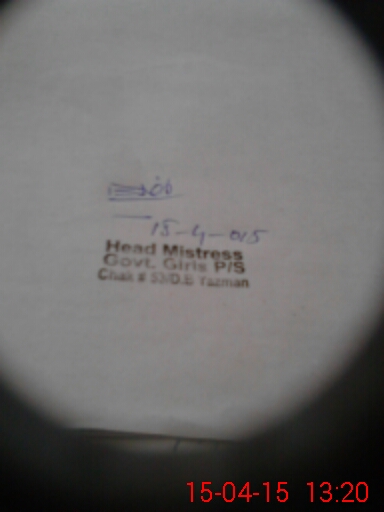 15-4-015
Head Mistress
Govt. Girls P/S
Chak # 53/D.B Yazman
15-04-15 13:20